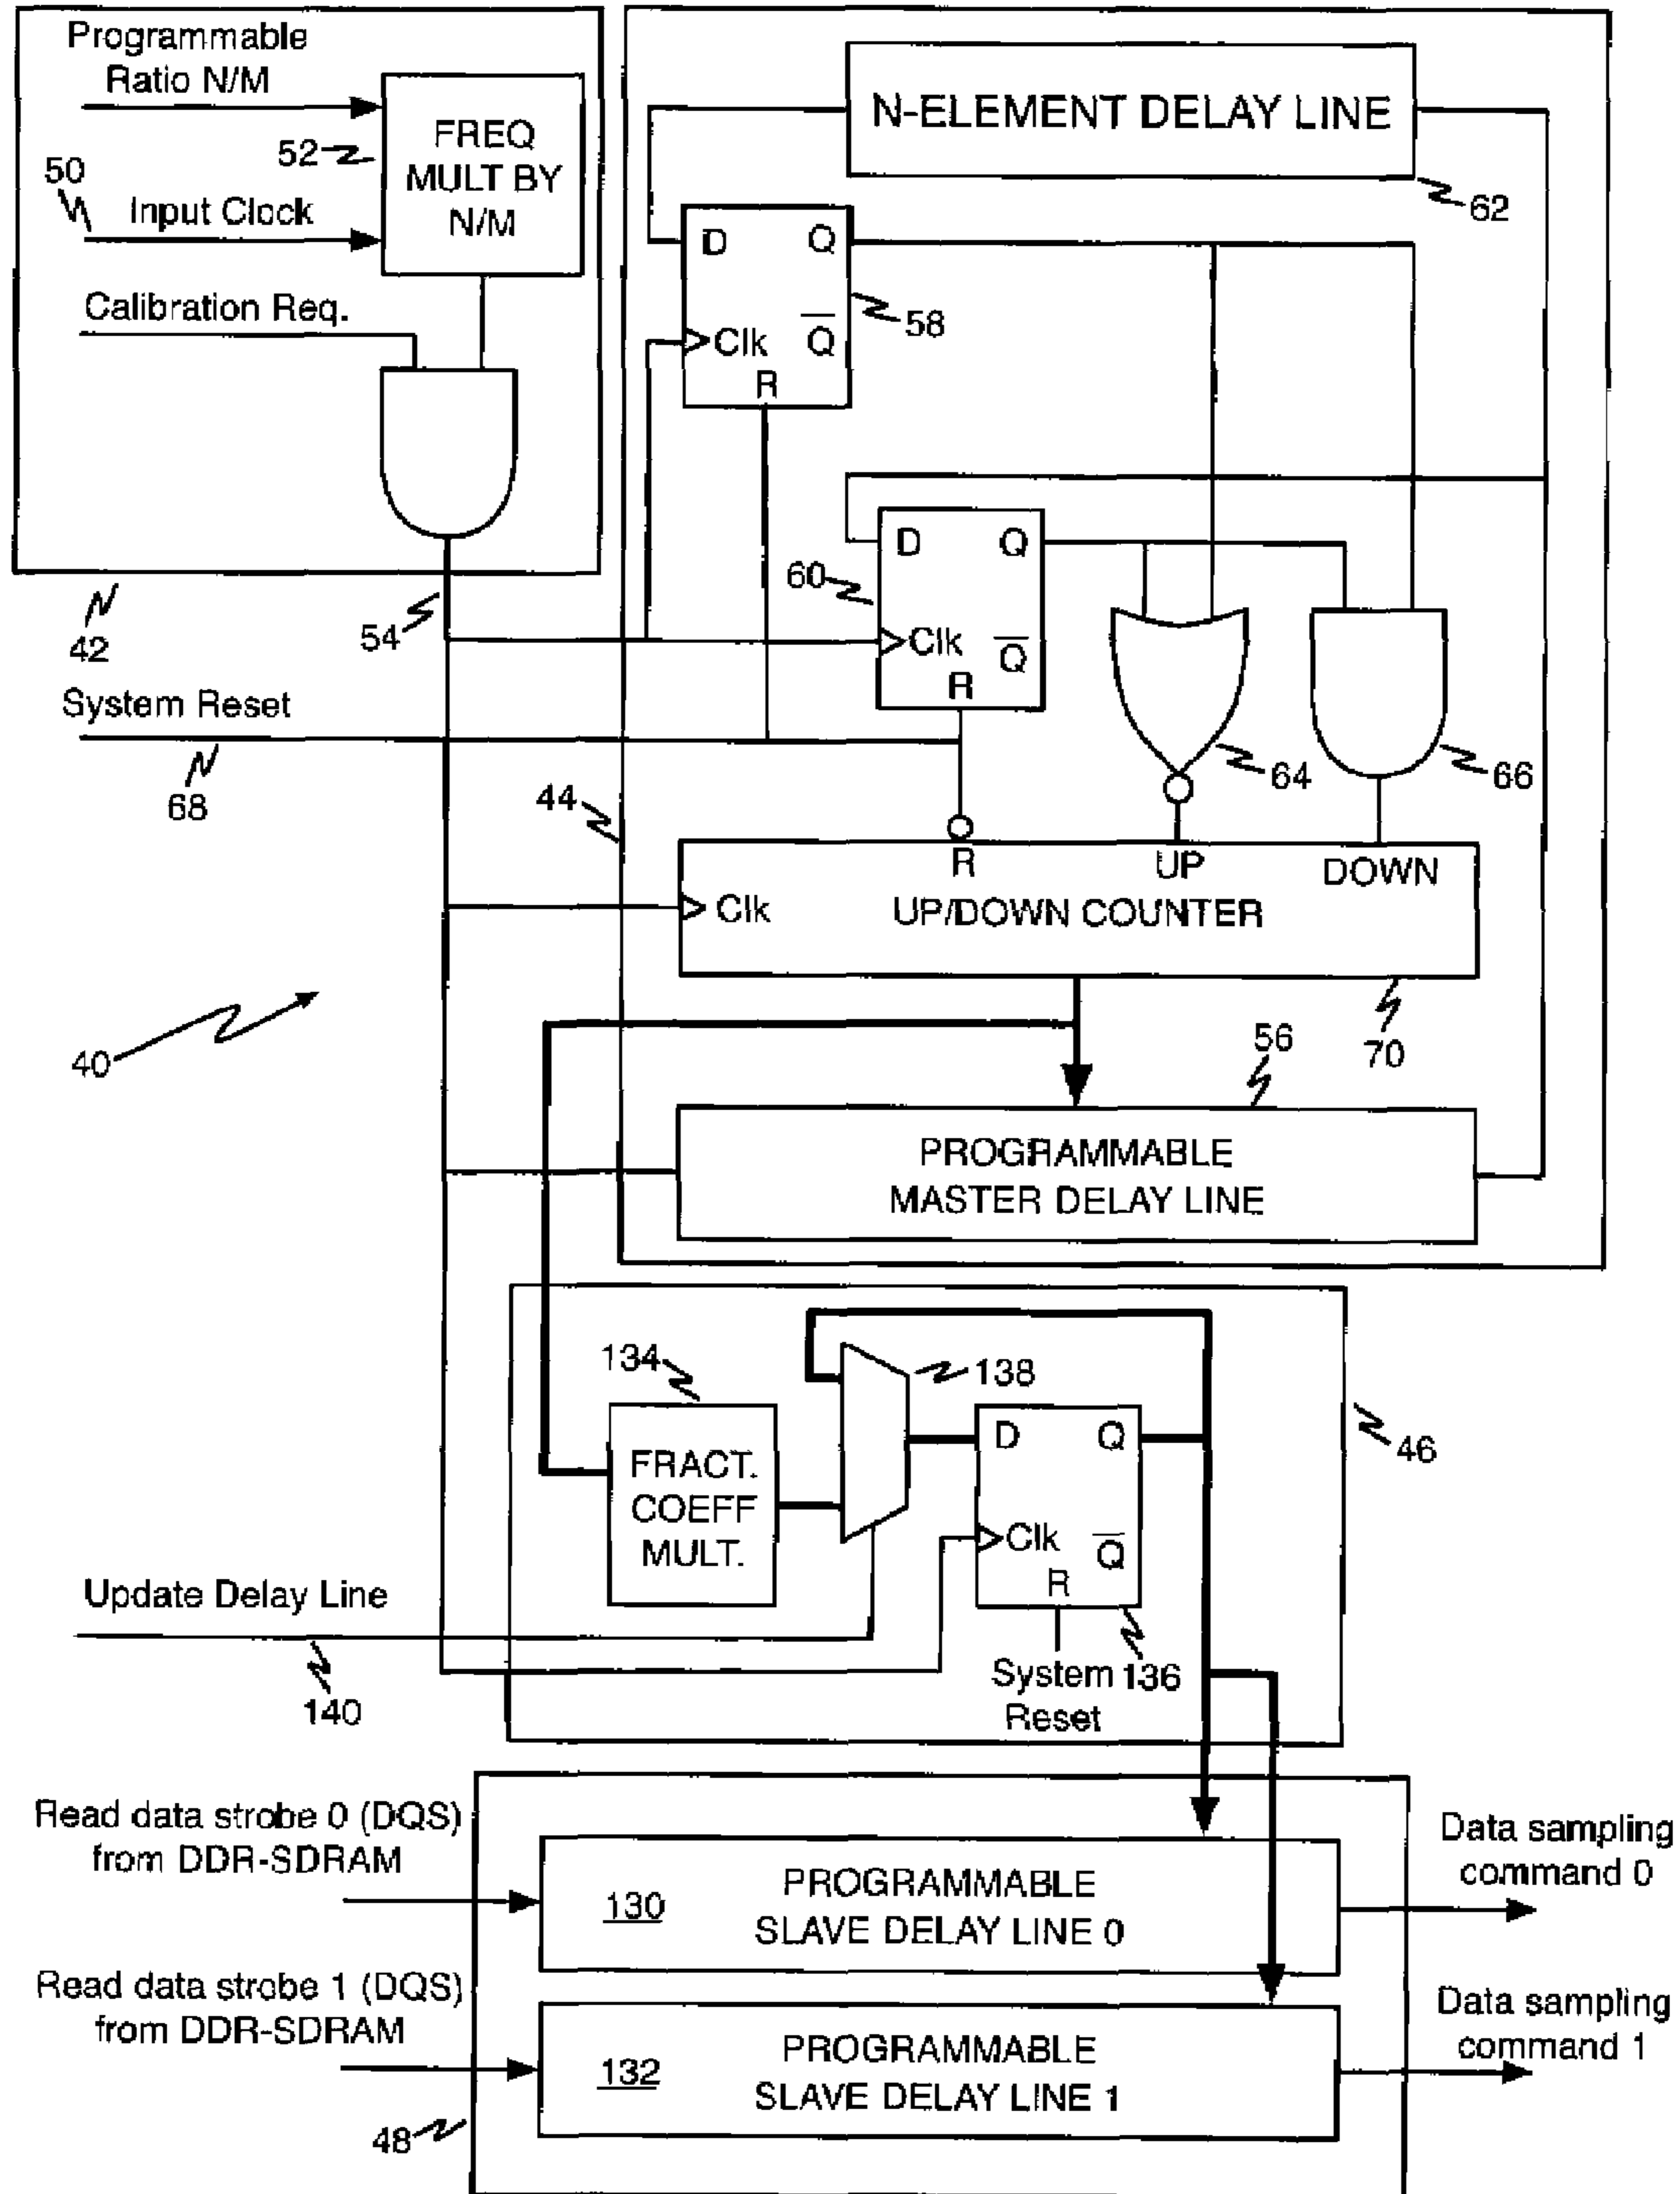 Programmable
Ratio N/M
FREQ
MULT BY
N/M
52
50
Input Clock
Calibration Req.
42
54
N-ELEMENT DELAY LINE
62
D Q
Clk Q
R
58
D Q
60
Clk Q
R
64
66
System Reset
68
44
R UP DOWN
Clk UP/DOWN COUNTER
70
40
56
PROGRAMMABLE
MASTER DELAY LINE
134
138
46
FRACT.
COEFF
MULT.
D Q
Clk Q
R
136
System
Reset
Update Delay Line
140
Read data strobe 0 (DQS)
from DDR-SDRAM
130
PROGRAMMABLE
SLAVE DELAY LINE 0
Data sampling
command 0
Read data strobe 1 (DQS)
from DDR-SDRAM
132
PROGRAMMABLE
SLAVE DELAY LINE 1
Data sampling
command 1
48